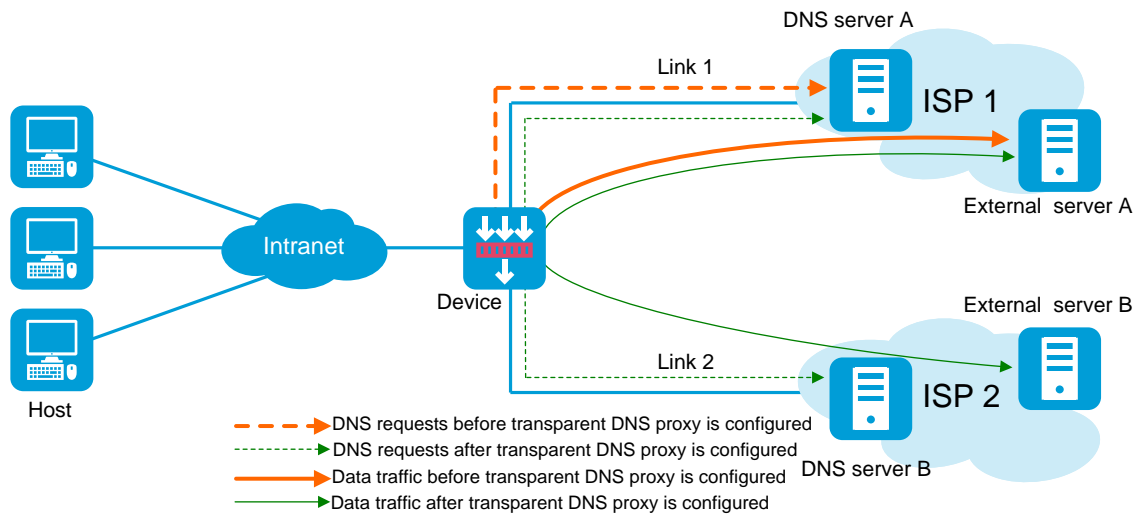 DNS server A
Link 1
ISP 1
External server A
Intranet
Device
External server B
Link 2
ISP 2
Host
DNS server B
DNS requests before transparent DNS proxy is configured
DNS requests after transparent DNS proxy is configured
Data traffic before transparent DNS proxy is configured
Data traffic after transparent DNS proxy is configured